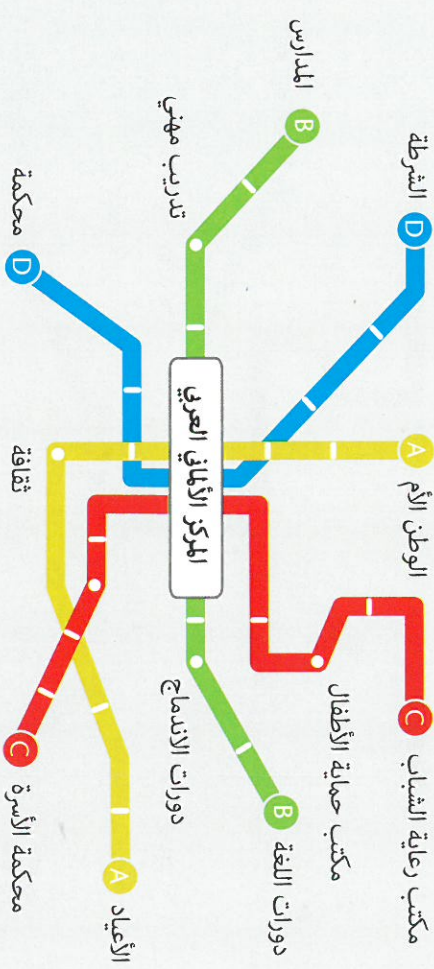 مكتب رعاية الشباب
C
الوطن الأم
A
الشرطة
D
مكتب حماية الأطفال
المدارس
B
دورات اللغة
B
المركز الألماني العربي
دورات الاندماج
تدريب مهني
الأعياد
A
محكمة الأسرة
C
ثقافة
محكمة
D